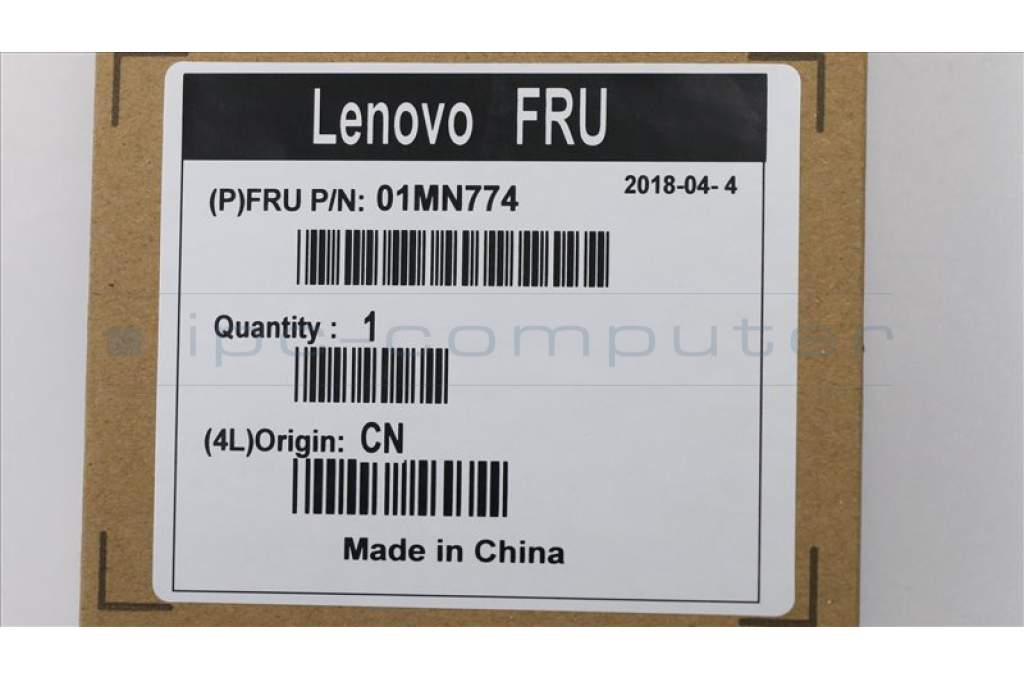 Lenovo FRU
2018-04- 4
(P)FRU P/N: 01MN774
Quantity : 1
ipc-computer
(4L)Origin: CN
Made in China